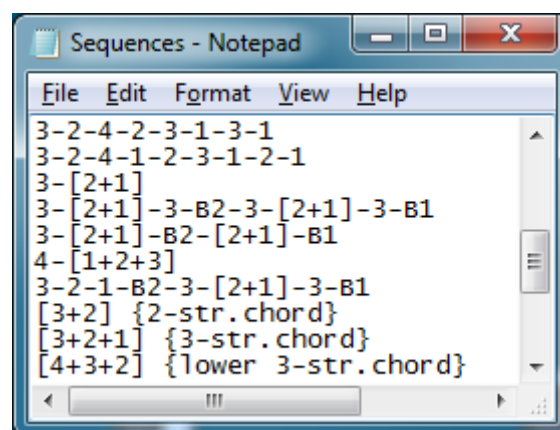 Sequences - Notepad
File Edit Format View Help
3-2-4-2-3-1-3-1
3-2-4-1-2-3-1-2-1
3-[2+1]
3-[2+1]-3-B2-3-[2+1]-3-B1
3-[2+1]-B2-[2+1]-B1
4-[1+2+3]
3-2-1-B2-3-[2+1]-3-B1
[3+2] {2-str.chord}
[3+2+1] {3-str.chord}
[4+3+2] {lower 3-str.chord}